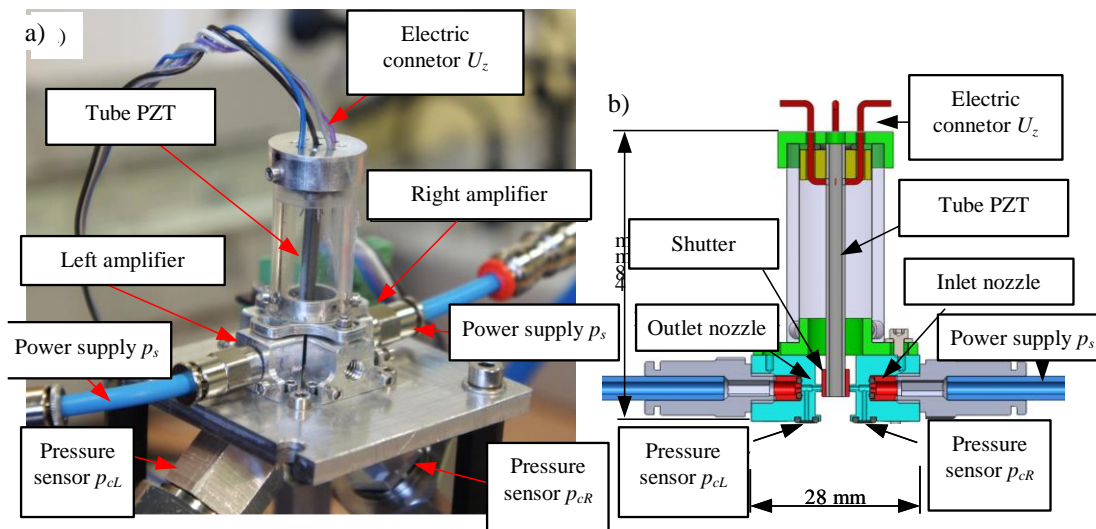 a) .)
Electric
connetor Uz
Tube PZT
Right amplifier
Left amplifier
Power supply ps
Power supply ps
Pressure
sensor pcL
Pressure
sensor pcR
b)
Electric
connetor Uz
Tube PZT
Shutter
48 mm
Inlet nozzle
Outlet nozzle
Power supply ps
Pressure
sensor pcL
Pressure
sensor pcR
28 mm